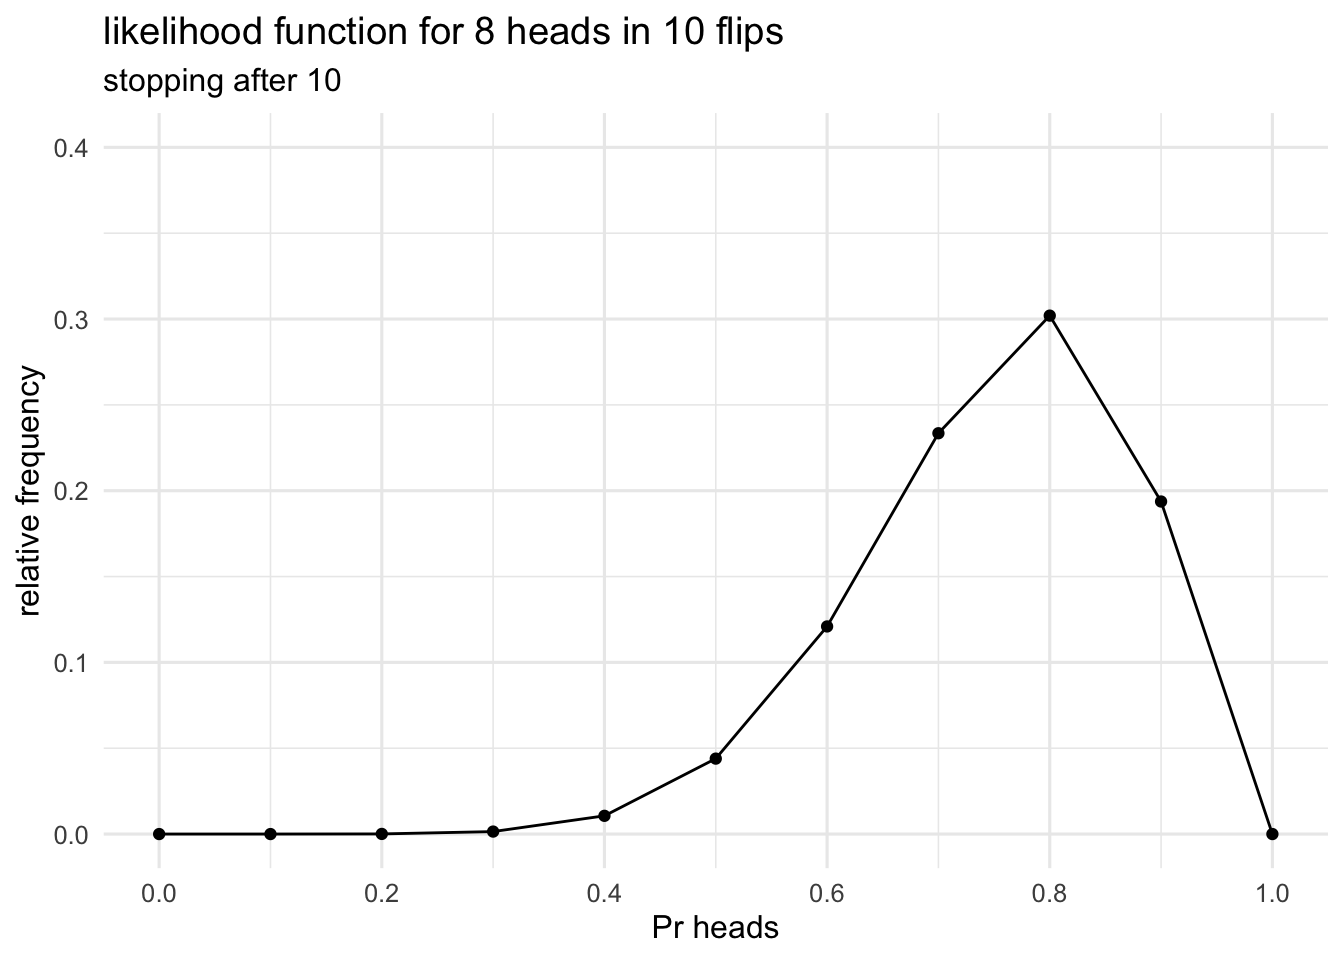 likelihood function for 8 heads in 10 flips
stopping after 10
0.4
0.3
0.2
0.1
0.0
relative frequency
0.0 0.2 0.4 0.6 0.8 1.0
Pr heads